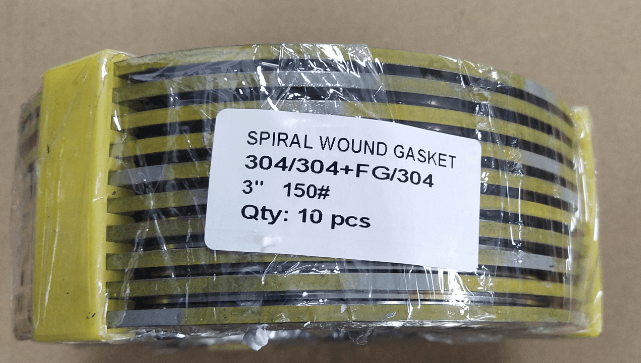 SPIRAL WOUND GASKET
304/304+FG/304
3" 150#
Qty: 10 pcs